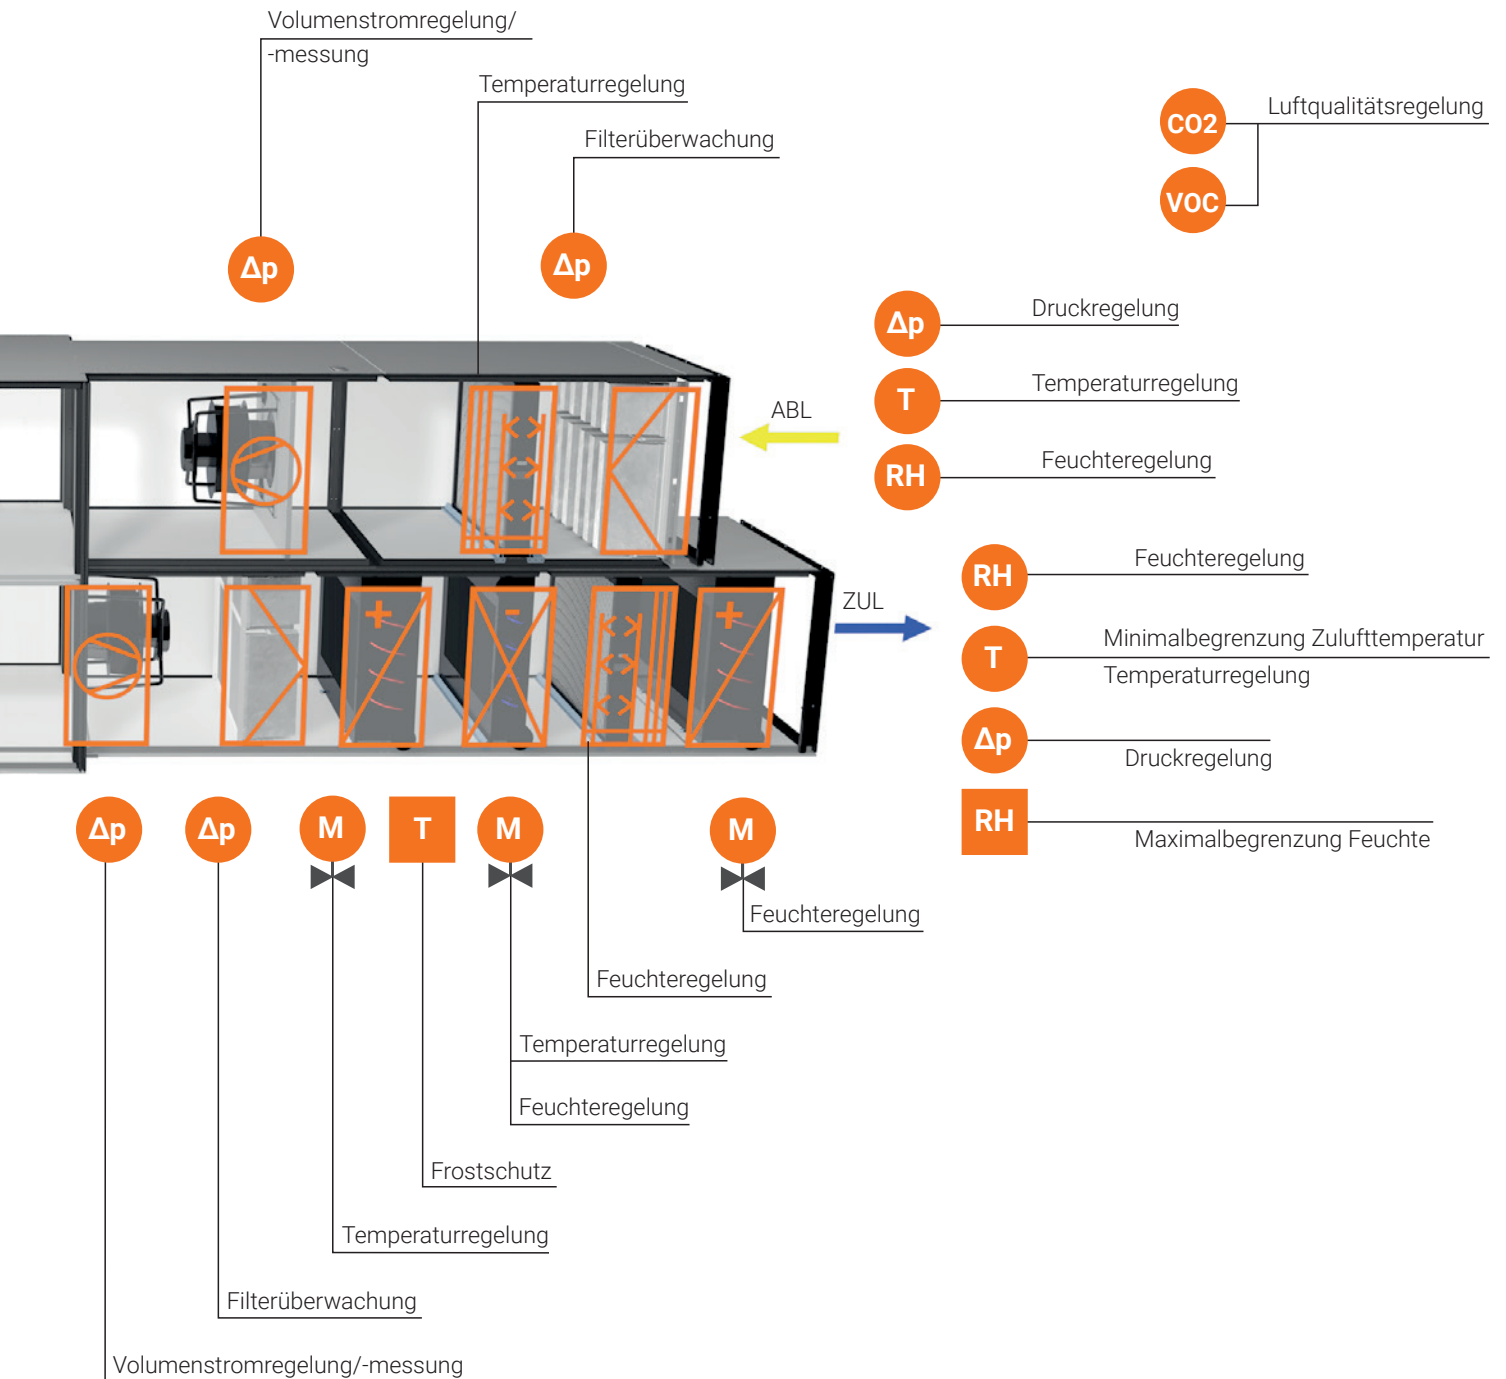 Volumenstromregelung/
-messung
Temperaturregelung
Filterüberwachung
CO2
Luftqualitätsregelung
VOC
Δp
Δp
Δp
Druckregelung
T
Temperaturregelung
ABL
RH
Feuchteregelung
RH
Feuchteregelung
ZUL
T
Minimalbegrenzung Zulufttemperatur
Temperaturregelung
Δp
Druckregelung
RH
Maximalbegrenzung Feuchte
+
-
+
Δp
Δp
M
T
M
M
Feuchteregelung
Feuchteregelung
Temperaturregelung
Feuchteregelung
Frostschutz
Temperaturregelung
Filterüberwachung
Volumenstromregelung/-messung